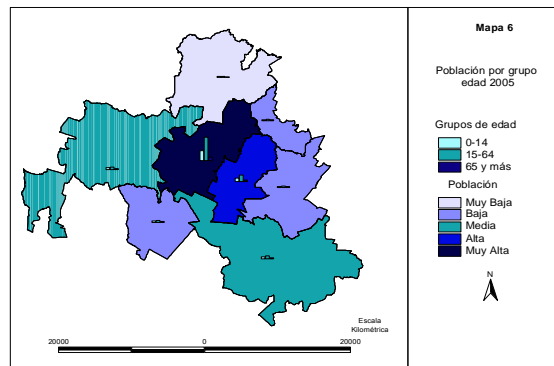 Mapa 6
Población por grupo
edad 2005
Grupos de edad
0-14
15-64
65 y más
Población
Muy Baja
Baja
Media
Alta
Muy Alta
N
Escala
Kilométrica
20000 0 20000